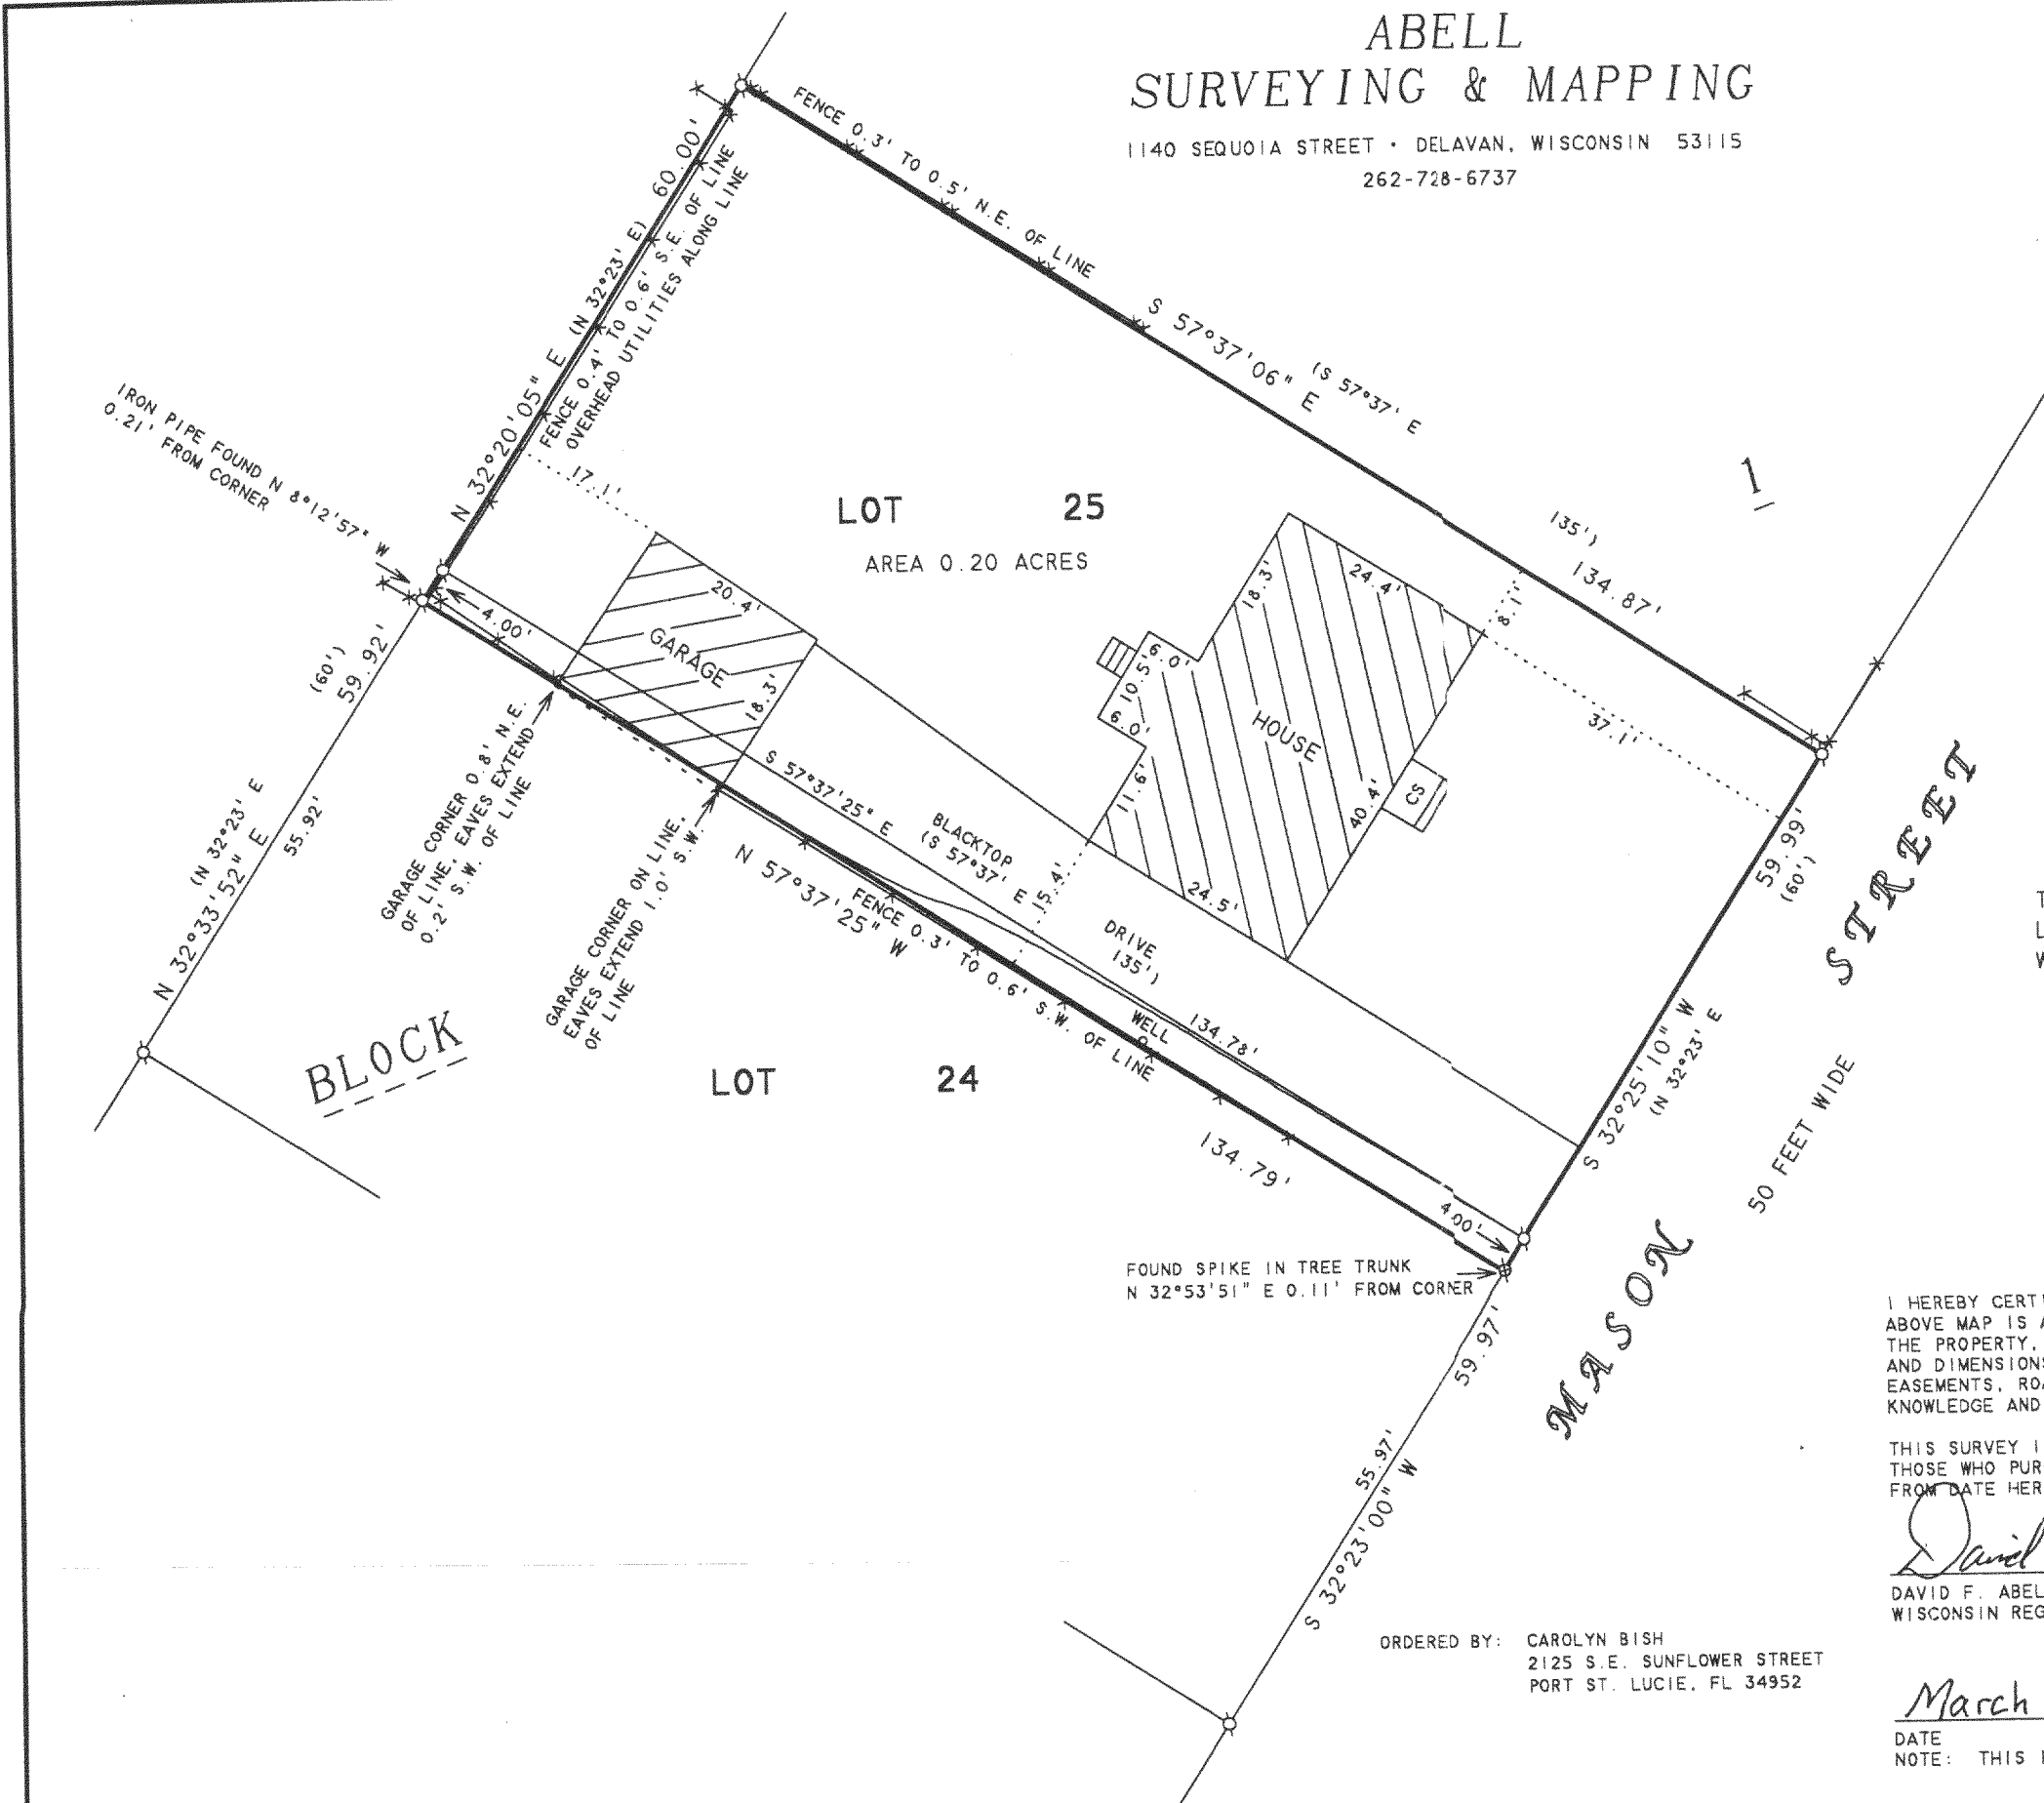 ABELL
SURVEYING & MAPPING
1140 SEQUOIA STREET · DELAVAN, WISCONSIN 53115
262-728-6737
FENCE 0.3' TO 0.5' N.E. OF LINE
S 57°37'06" E
(S 57°37' E
135')
134.87'
1
60.00'
(N 32°23' E)
N 32°20'05" E
FENCE 0.4' TO 0.6' S.E. OF LINE
OVERHEAD UTILITIES ALONG LINE
IRON PIPE FOUND N 8°12'57" W
0.21' FROM CORNER
17.1'
LOT 25
AREA 0.20 ACRES
20.4'
GARAGE
18.3'
4.00'
18.3'
24.4'
8.1'
6.0'
10.5'
6.0'
11.6'
HOUSE
40.4'
CS
24.5'
37.1'
15.4'
(60')
59.92'
(N 32°23' E
N 32°33'52" E
55.92'
GARAGE CORNER 0.8' N.E.
OF LINE, EAVES EXTEND
0.2' S.W. OF LINE
GARAGE CORNER ON LINE,
EAVES EXTEND 1.0' S.W.
OF LINE
S 57°37'25" E
BLACKTOP
(S 57°37' E
DRIVE
135')
134.78'
WELL
N 57°37'25" W
FENCE 0.3' TO 0.6' S.W. OF LINE
134.79'
4.00'
59.99'
(60')
S 32°25'10" W
(N 32°23' E
MASON STREET
50 FEET WIDE
BLOCK
LOT 24
FOUND SPIKE IN TREE TRUNK
N 32°53'51" E 0.11' FROM CORNER
59.97'
55.97'
S 32°23'00" W
T
L
W
I HEREBY CERT
ABOVE MAP IS A
THE PROPERTY,
AND DIMENSIONS
EASEMENTS, ROA
KNOWLEDGE AND
THIS SURVEY I
THOSE WHO PUR
FROM DATE HER
David
DAVID F. ABEL
WISCONSIN REG
ORDERED BY: CAROLYN BISH
2125 S.E. SUNFLOWER STREET
PORT ST. LUCIE, FL 34952
March
DATE
NOTE: THIS